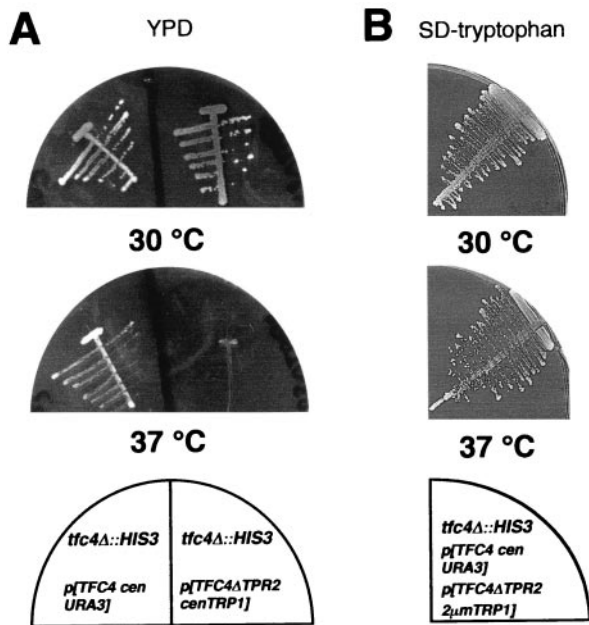 A
YPD
B
SD-tryptophan
30 °C
30 °C
37 °C
37 °C
tfc4Δ::HIS3
p[TFC4 cen
URA3]
tfc4Δ::HIS3
p[TFC4ΔTPR2
cenTRP1]
tfc4Δ::HIS3
p[TFC4 cen
URA3]
p[TFC4ΔTPR2
2μmTRP1]